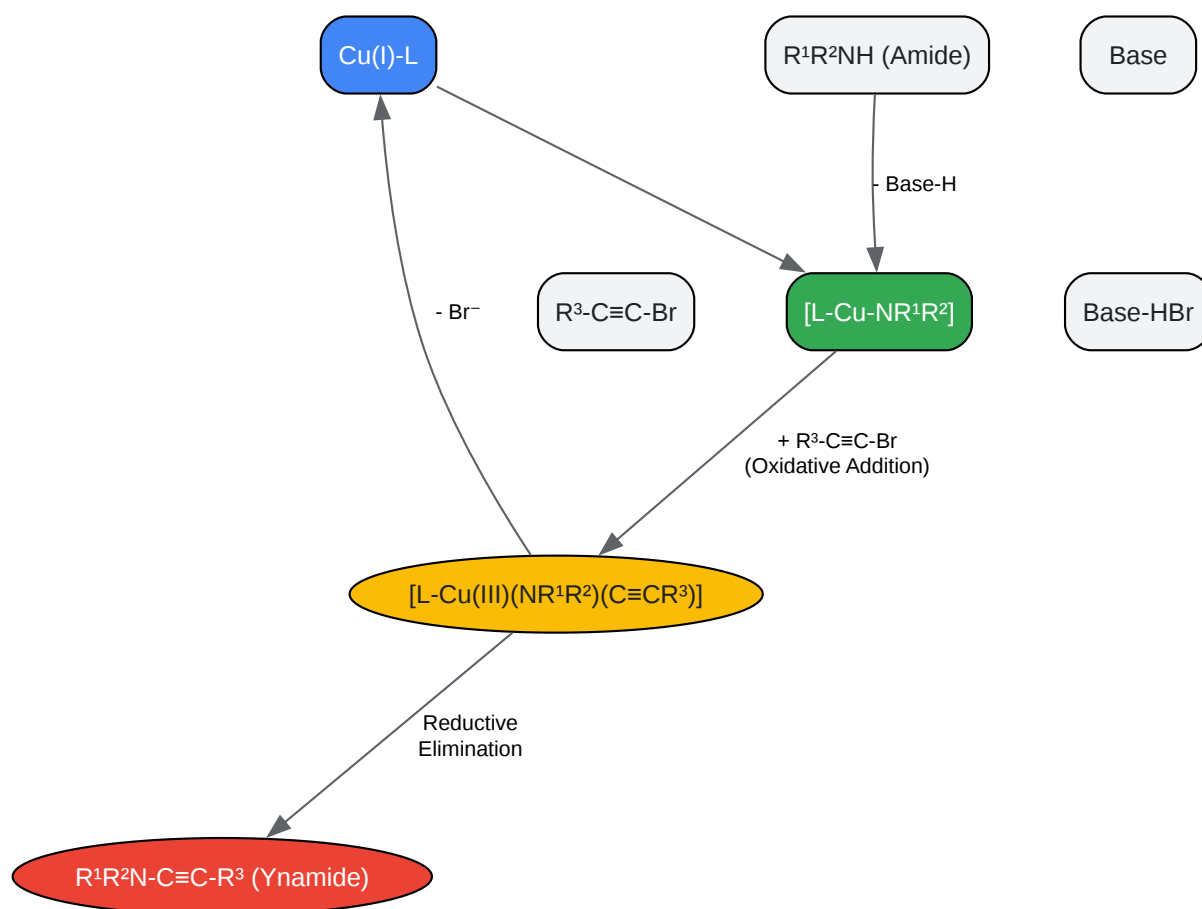 Cu(I)-L
R¹R²NH (Amide)
Base
- Base-H
- Br⁻
R³-C≡C-Br
[L-Cu-NR¹R²]
Base-HBr
+ R³-C≡C-Br
(Oxidative Addition)
[L-Cu(III)(NR¹R²)(C≡CR³)]
Reductive
Elimination
R¹R²N-C≡C-R³ (Ynamide)